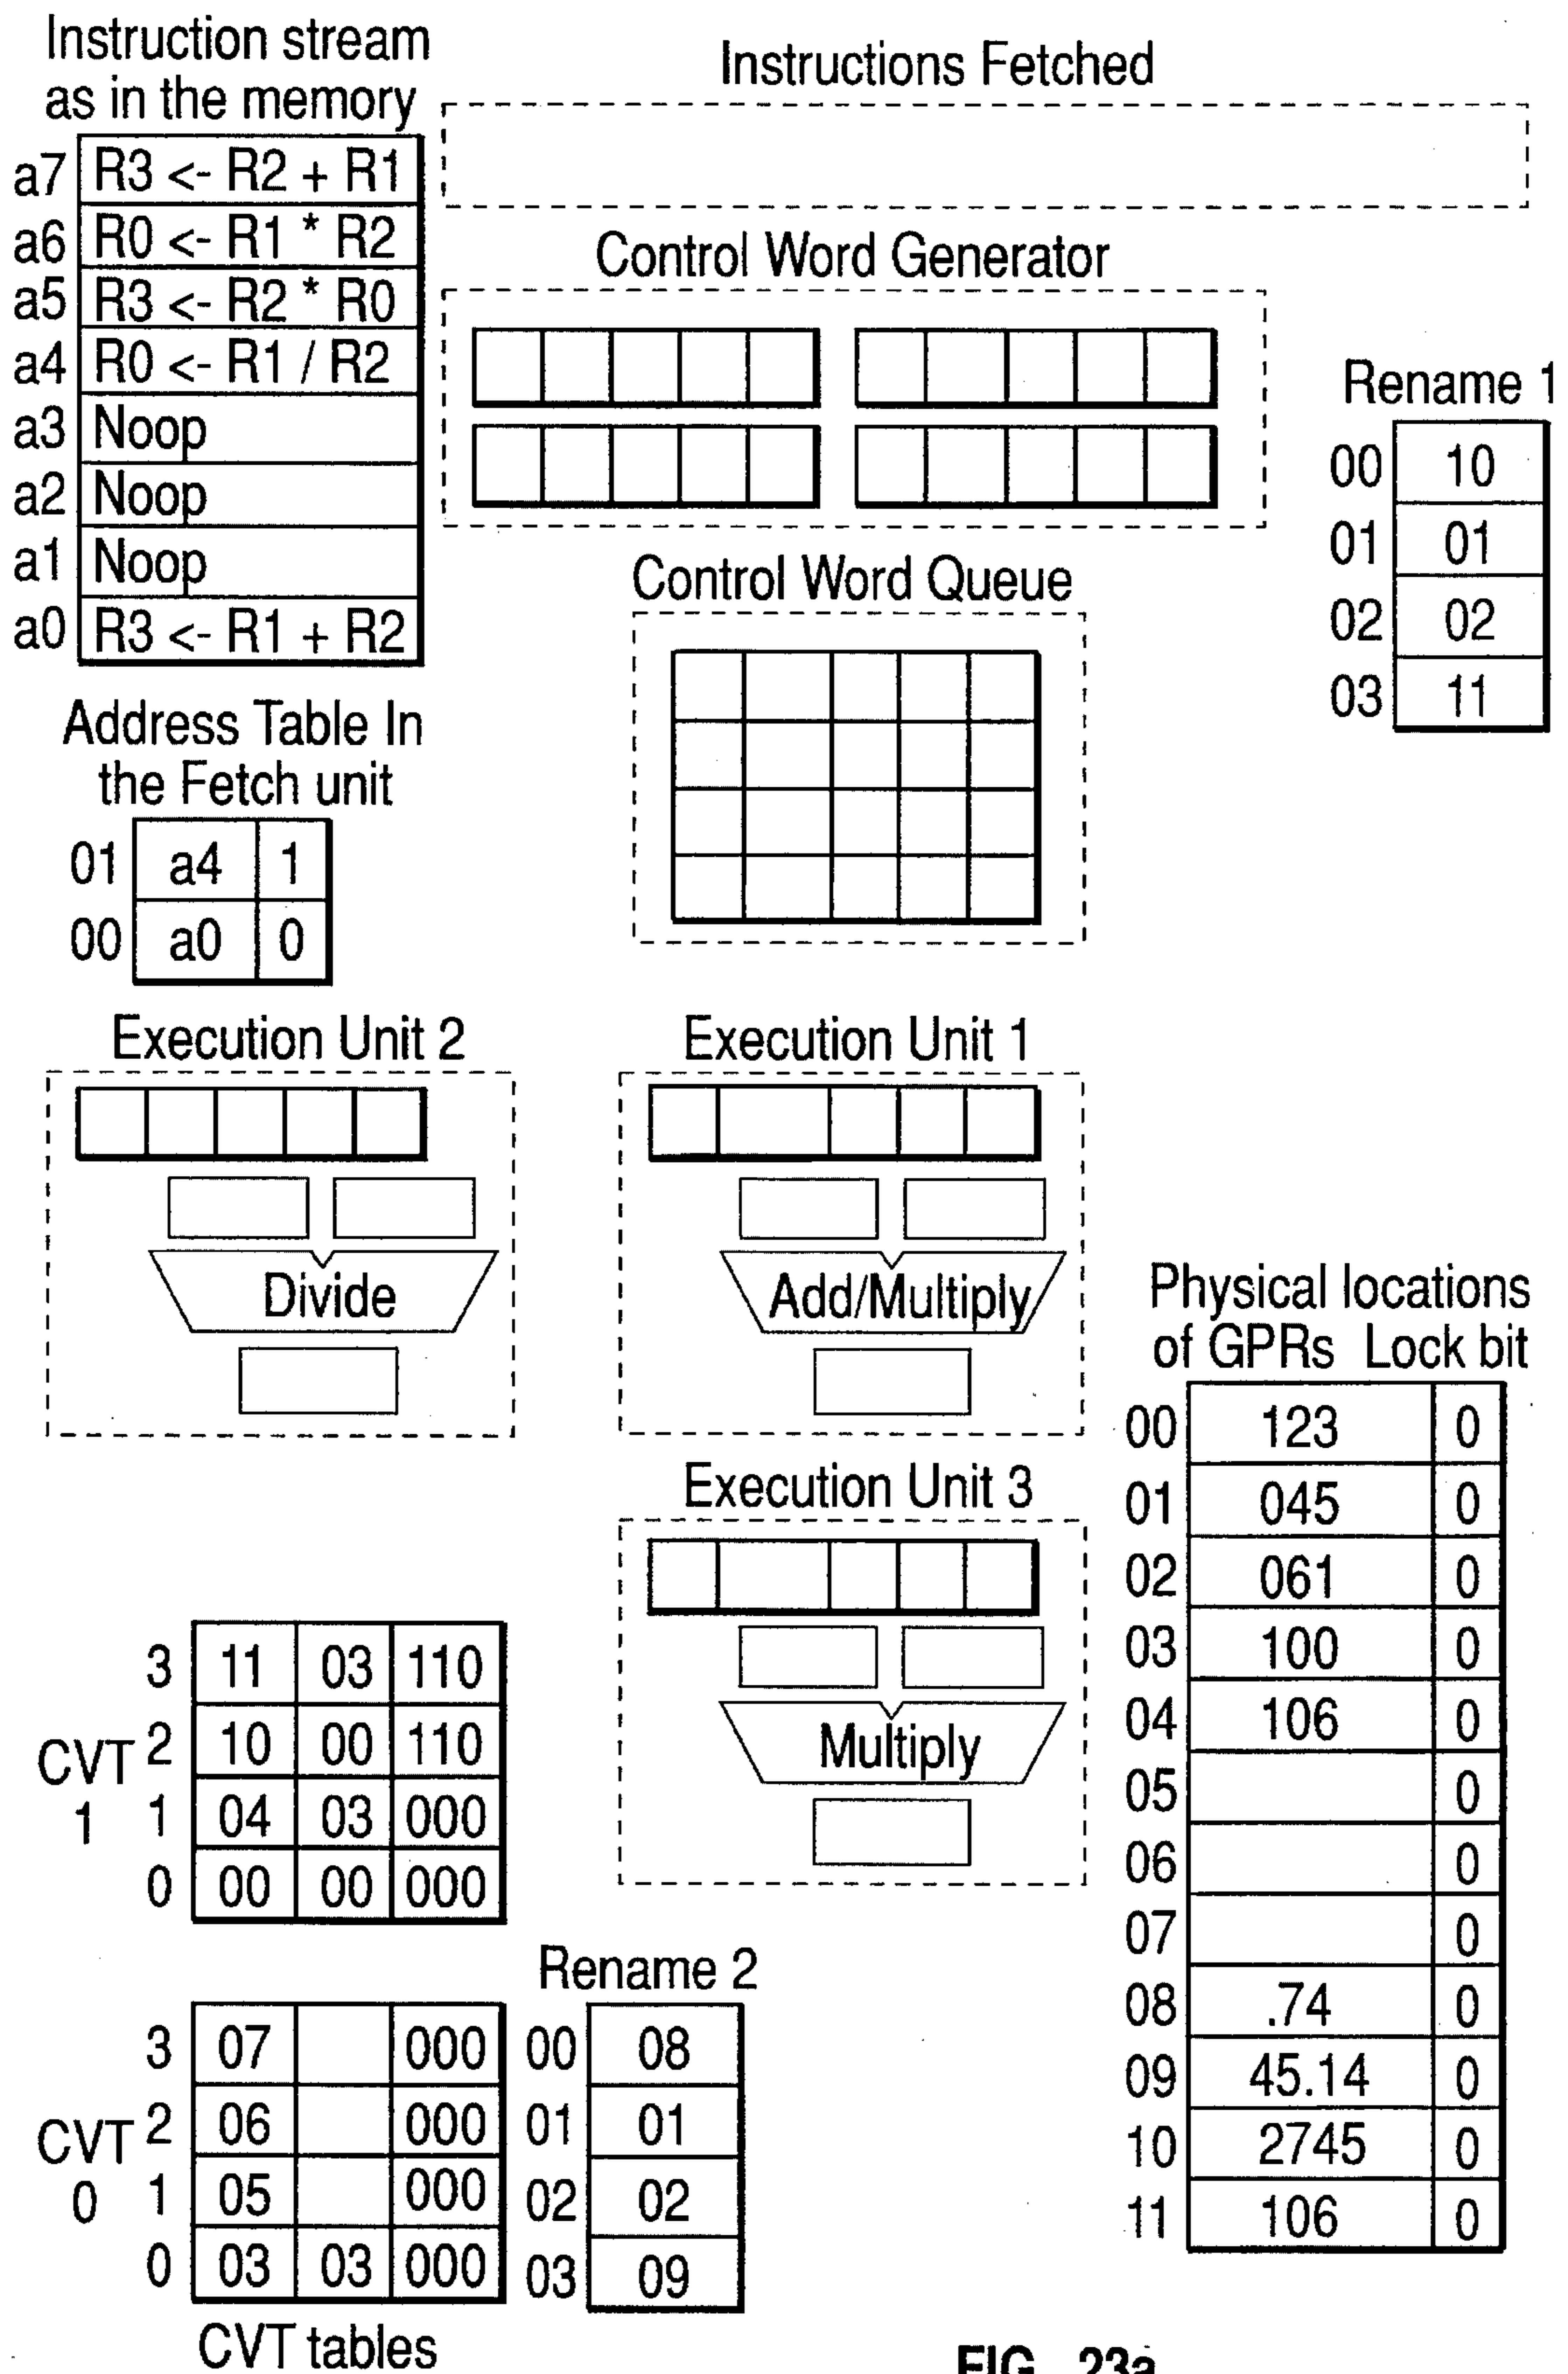 Instruction stream
as in the memory
a7 R3 <- R2 + R1
a6 R0 <- R1 * R2
a5 R3 <- R2 * R0
a4 R0 <- R1 / R2
a3 Noop
a2 Noop
a1 Noop
a0 R3 <- R1 + R2
Instructions Fetched
Control Word Generator
Rename 1
00 10
01 01
02 02
03 11
Control Word Queue
Address Table In
the Fetch unit
01 a4 1
00 a0 0
Execution Unit 2
Divide
Execution Unit 1
Add/Multiply
Execution Unit 3
Multiply
Physical locations
of GPRs Lock bit
00 123 0
01 045 0
02 061 0
03 100 0
04 106 0
05 0
06 0
07 0
08 .74 0
09 45.14 0
10 2745 0
11 106 0
CVT
1
3 11 03 110
2 10 00 110
1 04 03 000
0 00 00 000
CVT
0
3 07 000
2 06 000
1 05 000
0 03 03 000
Rename 2
00 08
01 01
02 02
03 09
CVT tables
FIG. 23a